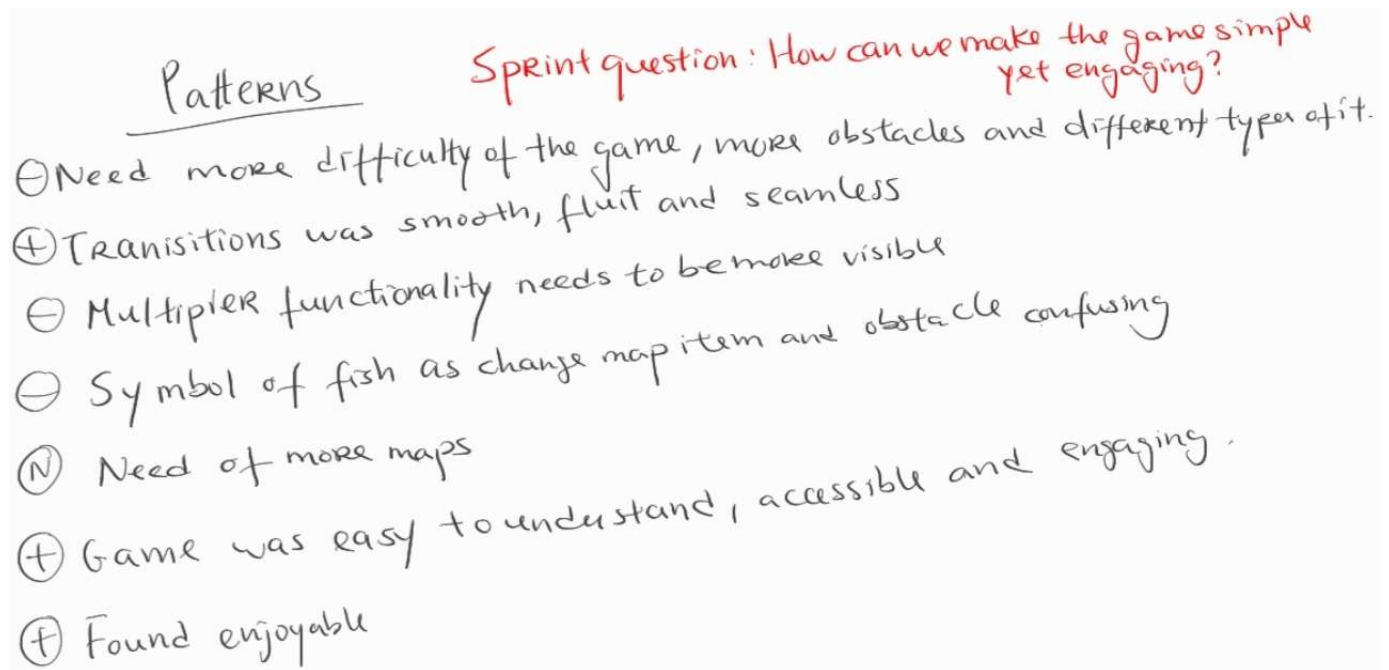 Patterns
Sprint question: How can we make the game simple
yet engaging?
⊖ Need more difficulty of the game, more obstacles and different types of it.
⊕ Tranisitions was smooth, fluit and seamless
⊖ Multiplier functionality needs to be more visible
⊖ Symbol of fish as change map item and obstacle confusing
Ⓝ Need of more maps
⊕ Game was easy to understand, accessible and engaging.
⊕ Found enjoyable